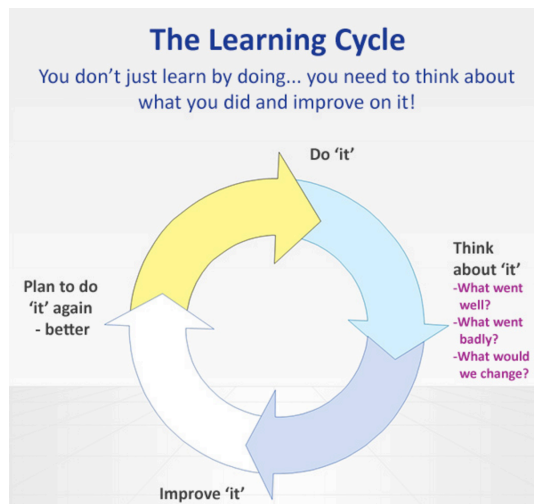 The Learning Cycle
You don’t just learn by doing... you need to think about
what you did and improve on it!
Do ‘it’
Think
about ‘it’
-What went
well?
-What went
badly?
-What would
we change?
Plan to do
‘it’ again
- better
Improve ‘it’